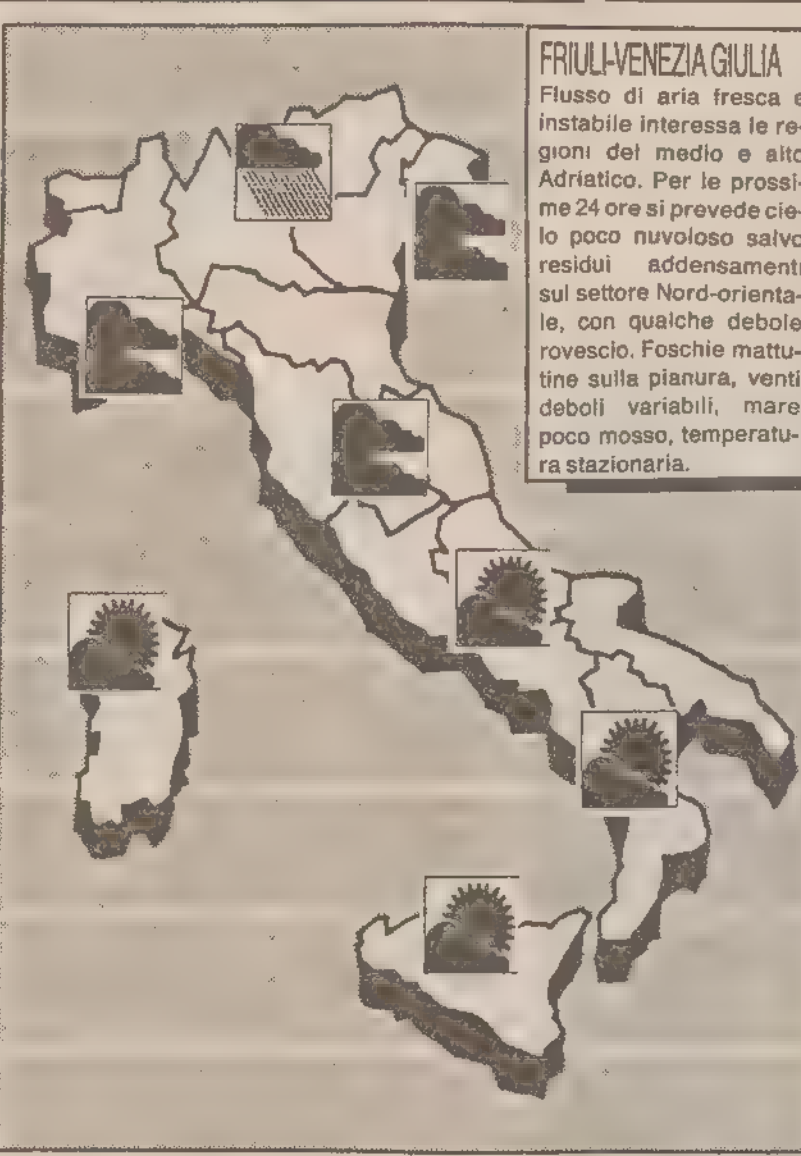 FRIULI-VENEZIA GIULIA
Flusso di aria fresca e
instabile interessa le re-
gioni del medio e alto
Adriatico. Per le prossi-
me 24 ore si prevede cie-
lo poco nuvoloso salvo
residui addensamenti
sul settore Nord-orienta-
le, con qualche debole
rovescio. Foschie mattu-
tine sulla pianura, venti
deboli variabili, mare
poco mosso, temperatu-
ra stazionaria.